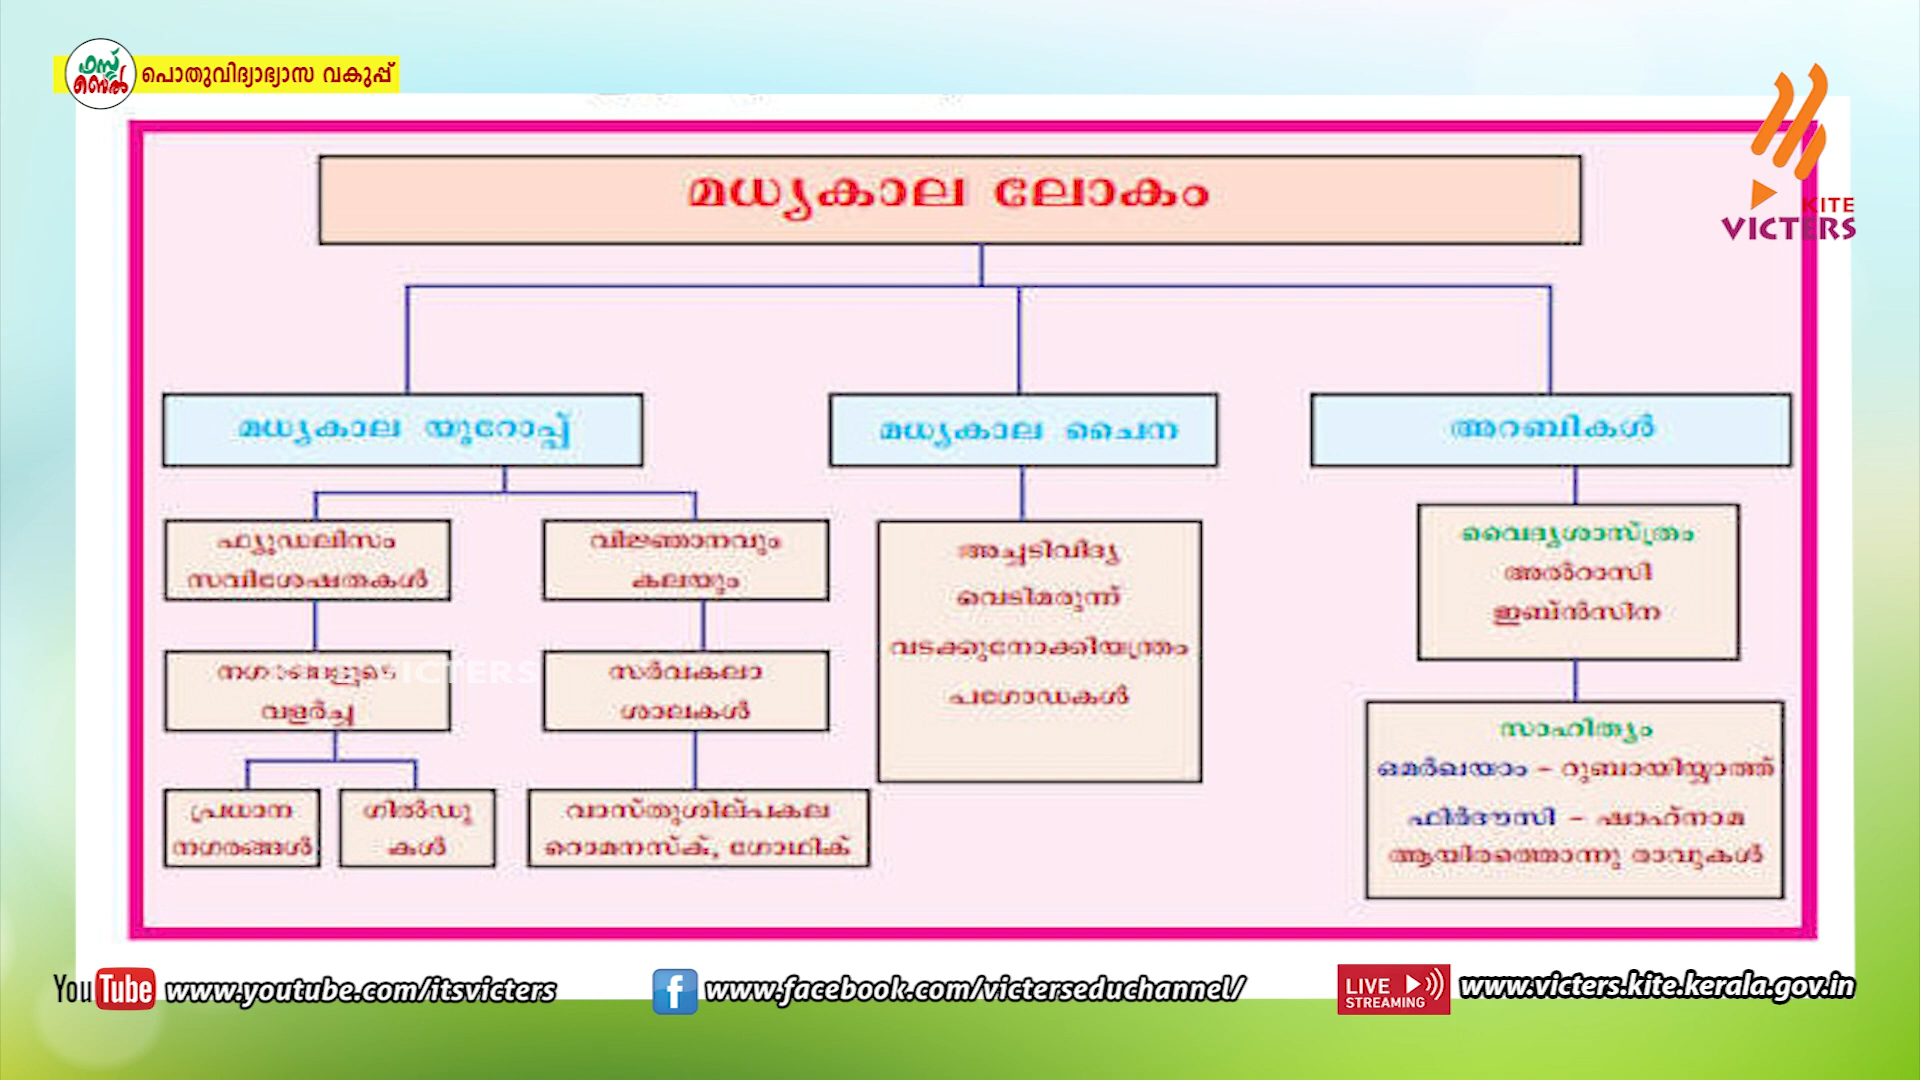 ഫസ്റ്റ്
ബെൽ
പൊതുവിദ്യാഭ്യാസ വകുപ്പ്
KITE
VICTERS
മധ്യകാല ലോകം
മധ്യകാല യൂറോപ്പ്
മധ്യകാല ചൈന
അറബികൾ
ഫ്യൂഡലിസം
സവിശേഷതകൾ
വിജ്ഞാനവും
കലയും
നഗരങ്ങളുടെ
വളർച്ച
സർവകലാ
ശാലകൾ
പ്രധാന
നഗരങ്ങൾ
ഗിൽഡു
കൾ
വാസ്തുശില്പകല
റൊമനസ്ക്, ഗോഥിക്
അച്ചടിവിദ്യ
വെടിമരുന്ന്
വടക്കുനോക്കിയന്ത്രം
പഗോഡകൾ
വൈദ്യശാസ്ത്രം
അൽറാസി
ഇബ്ൻസിന
സാഹിത്യം
ഒമർഖയാം - റുബായിയ്യാത്ത്
ഫിർദൗസി - ഷാഹ്നാമ
ആയിരത്തൊന്നു രാവുകൾ
VICTERS
YouTube www.youtube.com/itsvicters
f www.facebook.com/victerseduchannel/
LIVE
STREAMING
www.victers.kite.kerala.gov.in